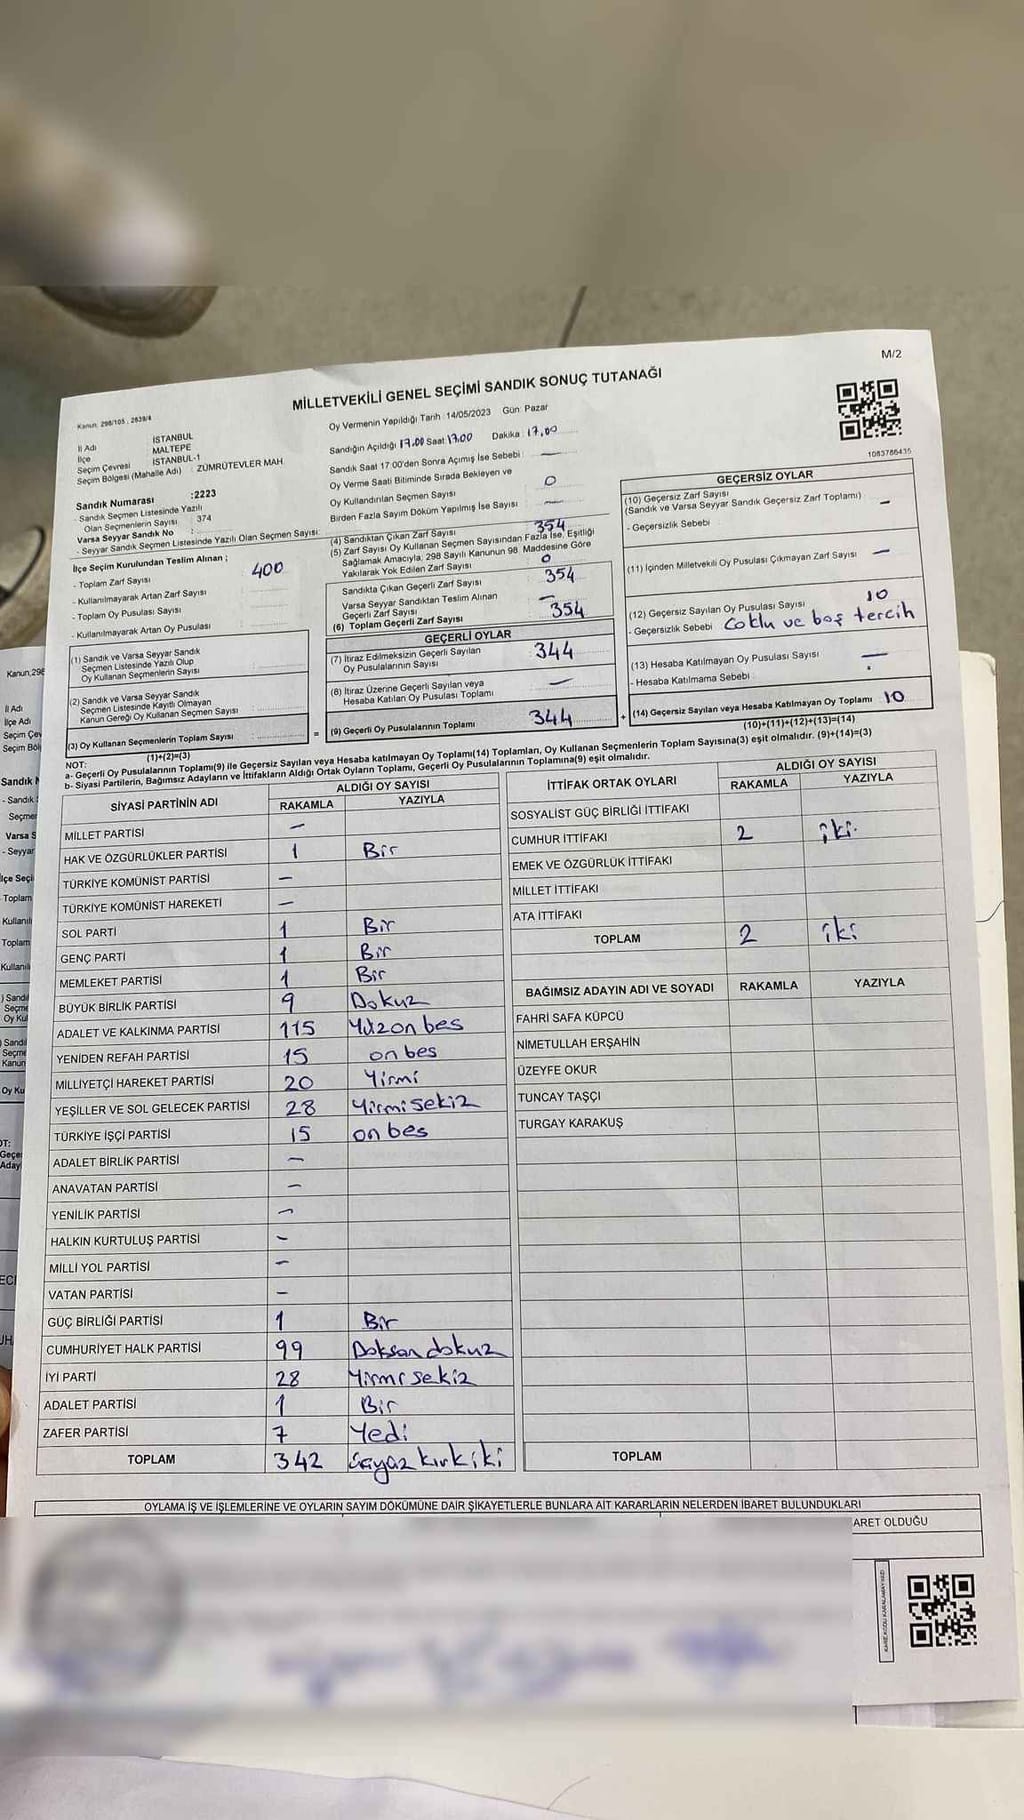 M/2
MİLLETVEKİLİ GENEL SEÇİMİ SANDIK SONUÇ TUTANAĞI
Kanun: 298/105 , 2839/4
Oy Vermenin Yapıldığı Tarih : 14/05/2023 Gün: Pazar
İl Adı İSTANBUL
İlçe MALTEPE
Seçim Çevresi İSTANBUL-1
Seçim Bölgesi (Mahalle Adı) : ZÜMRÜTEVLER MAH.
Sandık Numarası :2223
- Sandık Seçmen Listesinde Yazılı
Olan Seçmenlerin Sayısı : 374
Varsa Seyyar Sandık No :
- Seyyar Sandık Seçmen Listesinde Yazılı Olan Seçmen Sayısı
Sandığın Açıldığı 17.00 Saat 17.00 Dakika : 17.00
Sandık Saat 17.00'den Sonra Açımış İse Sebebi : —
Oy Verme Saati Bitiminde Sırada Bekleyen ve
Oy Kullandırılan Seçmen Sayısı 0
Birden Fazla Sayım Döküm Yapılmış İse Sayısı : —
1083786435
İlçe Seçim Kurulundan Teslim Alınan ;
- Toplam Zarf Sayısı 400
- Kullanılmayarak Artan Zarf Sayısı
- Toplam Oy Pusulası Sayısı
- Kullanılmayarak Artan Oy Pusulası
(1) Sandık ve Varsa Seyyar Sandık
Seçmen Listesinde Yazılı Olup
Oy Kullanan Seçmenlerin Sayısı
(2) Sandık ve Varsa Seyyar Sandık
Seçmen Listesinde Kayıtlı Olmayan
Kanun Gereği Oy Kullanan Seçmen Sayısı
(3) Oy Kullanan Seçmenlerin Toplam Sayısı
(1)+(2)=(3)
(4) Sandıktan Çıkan Zarf Sayısı 354
(5) Zarf Sayısı Oy Kullanan Seçmen Sayısından Fazla İse, Eşitliği
Sağlamak Amacıyla, 298 Sayılı Kanunun 98. Maddesine Göre
Yakılarak Yok Edilen Zarf Sayısı 0
Sandıkta Çıkan Geçerli Zarf Sayısı 354
Varsa Seyyar Sandıktan Teslim Alınan
Geçerli Zarf Sayısı —
(6) Toplam Geçerli Zarf Sayısı 354
GEÇERLİ OYLAR
(7) İtiraz Edilmeksizin Geçerli Sayılan
Oy Pusulalarının Sayısı 344
(8) İtiraz Üzerine Geçerli Sayılan veya
Hesaba Katılan Oy Pusulası Toplamı —
= (9) Geçerli Oy Pusulalarının Toplamı 344 +
GEÇERSİZ OYLAR
(10) Geçersiz Zarf Sayısı
(Sandık ve Varsa Seyyar Sandık Geçersiz Zarf Toplamı) —
- Geçersizlik Sebebi
(11) İçinden Milletvekili Oy Pusulası Çıkmayan Zarf Sayısı —
(12) Geçersiz Sayılan Oy Pusulası Sayısı 10
- Geçersizlik Sebebi Çoklu ve boş tercih
(13) Hesaba Katılmayan Oy Pusulası Sayısı —
- Hesaba Katılmama Sebebi
(14) Geçersiz Sayılan veya Hesaba Katılmayan Oy Toplamı 10
(10)+(11)+(12)+(13)=(14)
NOT:
a- Geçerli Oy Pusulalarının Toplamı(9) ile Geçersiz Sayılan veya Hesaba katılmayan Oy Toplamı(14) Toplamları, Oy Kullanan Seçmenlerin Toplam Sayısına(3) eşit olmalıdır. (9)+(14)=(3)
b- Siyasi Partilerin, Bağımsız Adayların ve İttifakların Aldığı Ortak Oyların Toplamı, Geçerli Oy Pusulalarının Toplamına(9) eşit olmalıdır.
SİYASİ PARTİNİN ADI ALDIĞI OY SAYISI
RAKAMLA YAZIYLA
MİLLET PARTİSİ —
HAK VE ÖZGÜRLÜKLER PARTİSİ 1 Bir
TÜRKİYE KOMÜNİST PARTİSİ —
TÜRKİYE KOMÜNİST HAREKETİ —
SOL PARTİ 1 Bir
GENÇ PARTİ 1 Bir
MEMLEKET PARTİSİ 1 Bir
BÜYÜK BİRLİK PARTİSİ 9 Dokuz
ADALET VE KALKINMA PARTİSİ 115 Yüzon bes
YENİDEN REFAH PARTİSİ 15 on bes
MİLLİYETÇİ HAREKET PARTİSİ 20 Yirmi
YEŞİLLER VE SOL GELECEK PARTİSİ 28 Yirmisekiz
TÜRKİYE İŞÇİ PARTİSİ 15 on bes
ADALET BİRLİK PARTİSİ —
ANAVATAN PARTİSİ —
YENİLİK PARTİSİ —
HALKIN KURTULUŞ PARTİSİ —
MİLLİ YOL PARTİSİ —
VATAN PARTİSİ —
GÜÇ BİRLİĞİ PARTİSİ 1 Bir
CUMHURİYET HALK PARTİSİ 99 Doksan dokuz
İYİ PARTİ 28 Yirmi sekiz
ADALET PARTİSİ 1 Bir
ZAFER PARTİSİ 7 Yedi
TOPLAM 342 üçyüz kırk iki
İTTİFAK ORTAK OYLARI ALDIĞI OY SAYISI
RAKAMLA YAZIYLA
SOSYALİST GÜÇ BİRLİĞİ İTTİFAKI
CUMHUR İTTİFAKI 2 iki
EMEK VE ÖZGÜRLÜK İTTİFAKI
MİLLET İTTİFAKI
ATA İTTİFAKI
TOPLAM 2 iki
BAĞIMSIZ ADAYIN ADI VE SOYADI RAKAMLA YAZIYLA
FAHRİ SAFA KÜPCÜ
NİMETULLAH ERŞAHİN
ÜZEYFE OKUR
TUNCAY TAŞÇI
TURGAY KARAKUŞ
TOPLAM
OYLAMA İŞ VE İŞLEMLERİNE VE OYLARIN SAYIM DÖKÜMÜNE DAİR ŞİKAYETLERLE BUNLARA AİT KARARLARIN NELERDEN İBARET BULUNDUKLARI
ARET OLDUĞU
KARE KODU KARALAMAYINIZ!